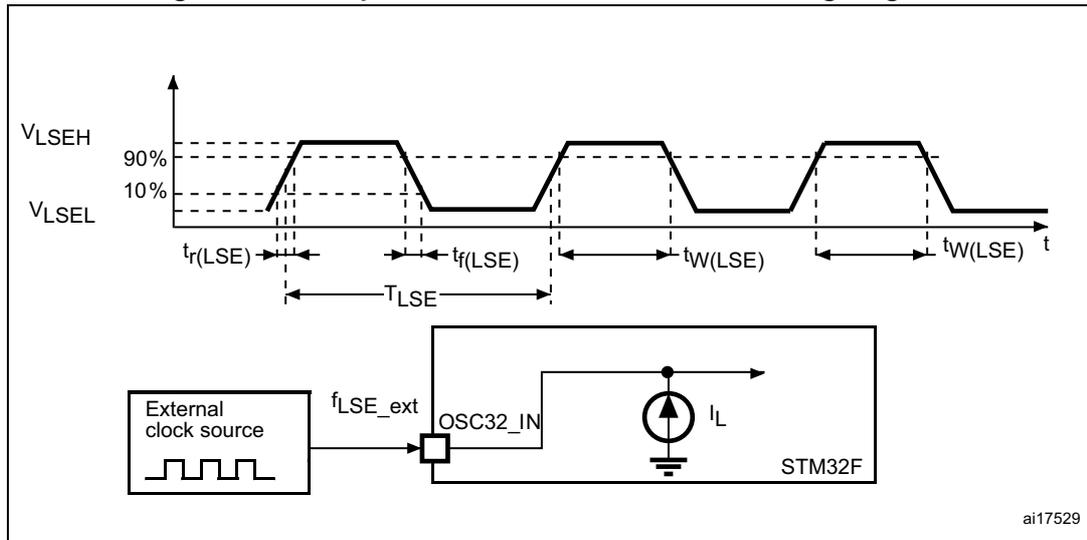 VLSEH
90%
10%
VLSEL
tr(LSE)
tf(LSE)
tW(LSE)
tW(LSE)
t
TLSE
External
clock source
fLSE_ext
OSC32_IN
IL
STM32F
ai17529